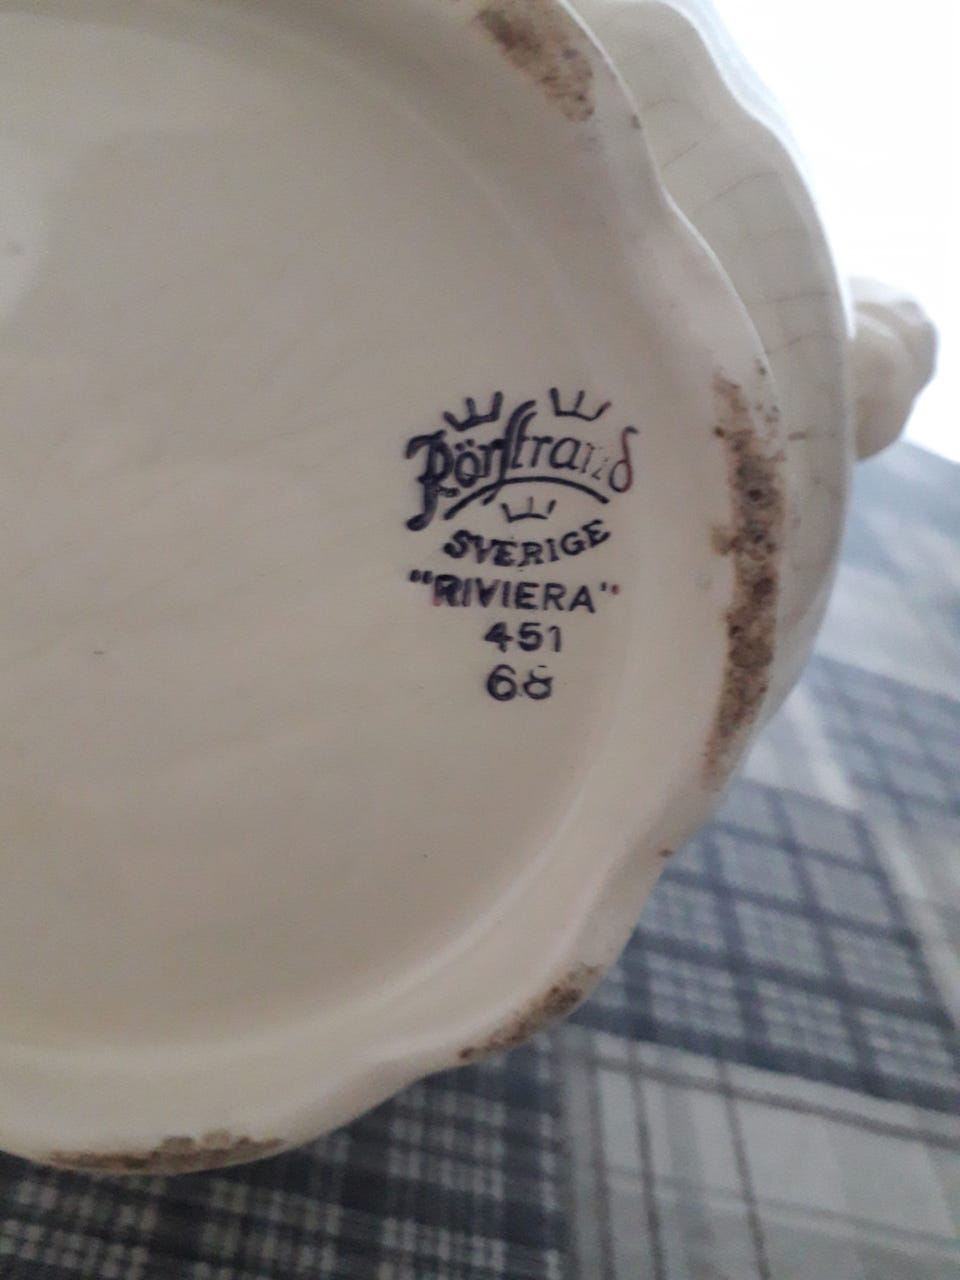 Rörstrand
SVERIGE
"RIVIERA"
451
68